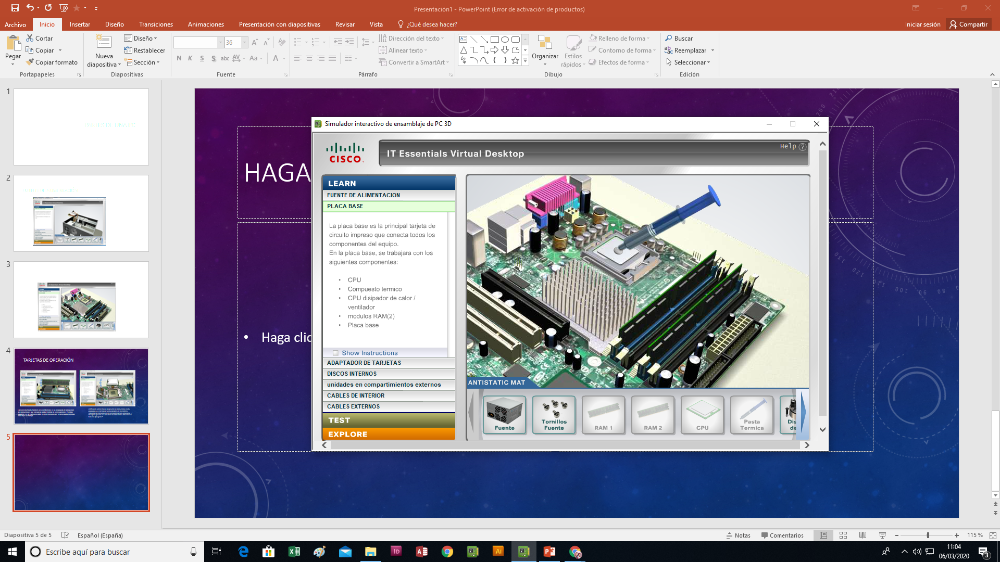 Presentación1 - PowerPoint (Error de activación de productos)
Archivo
Inicio
Insertar
Diseño
Transiciones
Animaciones
Presentación con diapositivas
Revisar
Vista
¿Qué desea hacer?
Iniciar sesión
Compartir
Pegar
Cortar
Copiar
Copiar formato
Portapapeles
Nueva
diapositiva
Diseño
Restablecer
Sección
Diapositivas
36
N K S S abc AV Aa A
Fuente
Dirección del texto
Alinear texto
Convertir a SmartArt
Párrafo
Organizar
Estilos
rápidos
Relleno de forma
Contorno de forma
Efectos de forma
Dibujo
Buscar
Reemplazar
Seleccionar
Edición
1
2
3
4
TARJETAS DE OPERACIÓN
5
HAGA
• Haga clic
Simulador interactivo de ensamblaje de PC 3D
CISCO
IT Essentials Virtual Desktop
Help ?
LEARN
FUENTE DE ALIMENTACION
PLACA BASE
La placa base es la principal tarjeta de
circuito impreso que conecta todos los
componentes del equipo.
En la placa base, se trabajara con los
siguientes componentes:
• CPU
• Compuesto termico
• CPU disipador de calor /
ventilador
• modulos RAM(2)
• Placa base
Show Instructions
ADAPTADOR DE TARJETAS
DISCOS INTERNOS
unidades en compartimientos externos
CABLES DE INTERIOR
CABLES EXTERNOS
TEST
EXPLORE
ANTISTATIC MAT
Fuente
Tornillos
Fuente
RAM 1
RAM 2
CPU
Pasta
Termica
Dis
de
Diapositiva 5 de 5
Español (España)
Notas
Comentarios
115 %
Escribe aquí para buscar
11:04
06/03/2020
3